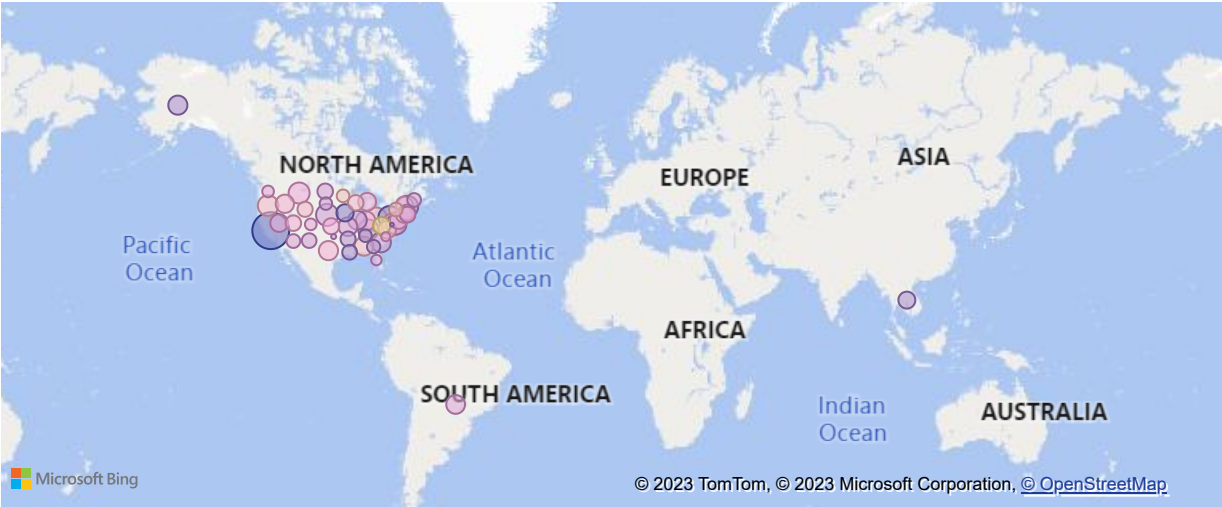 NORTH AMERICA
EUROPE
ASIA
Pacific
Ocean
Atlantic
Ocean
AFRICA
SOUTH AMERICA
Indian
Ocean
AUSTRALIA
Microsoft Bing
© 2023 TomTom, © 2023 Microsoft Corporation, © OpenStreetMap